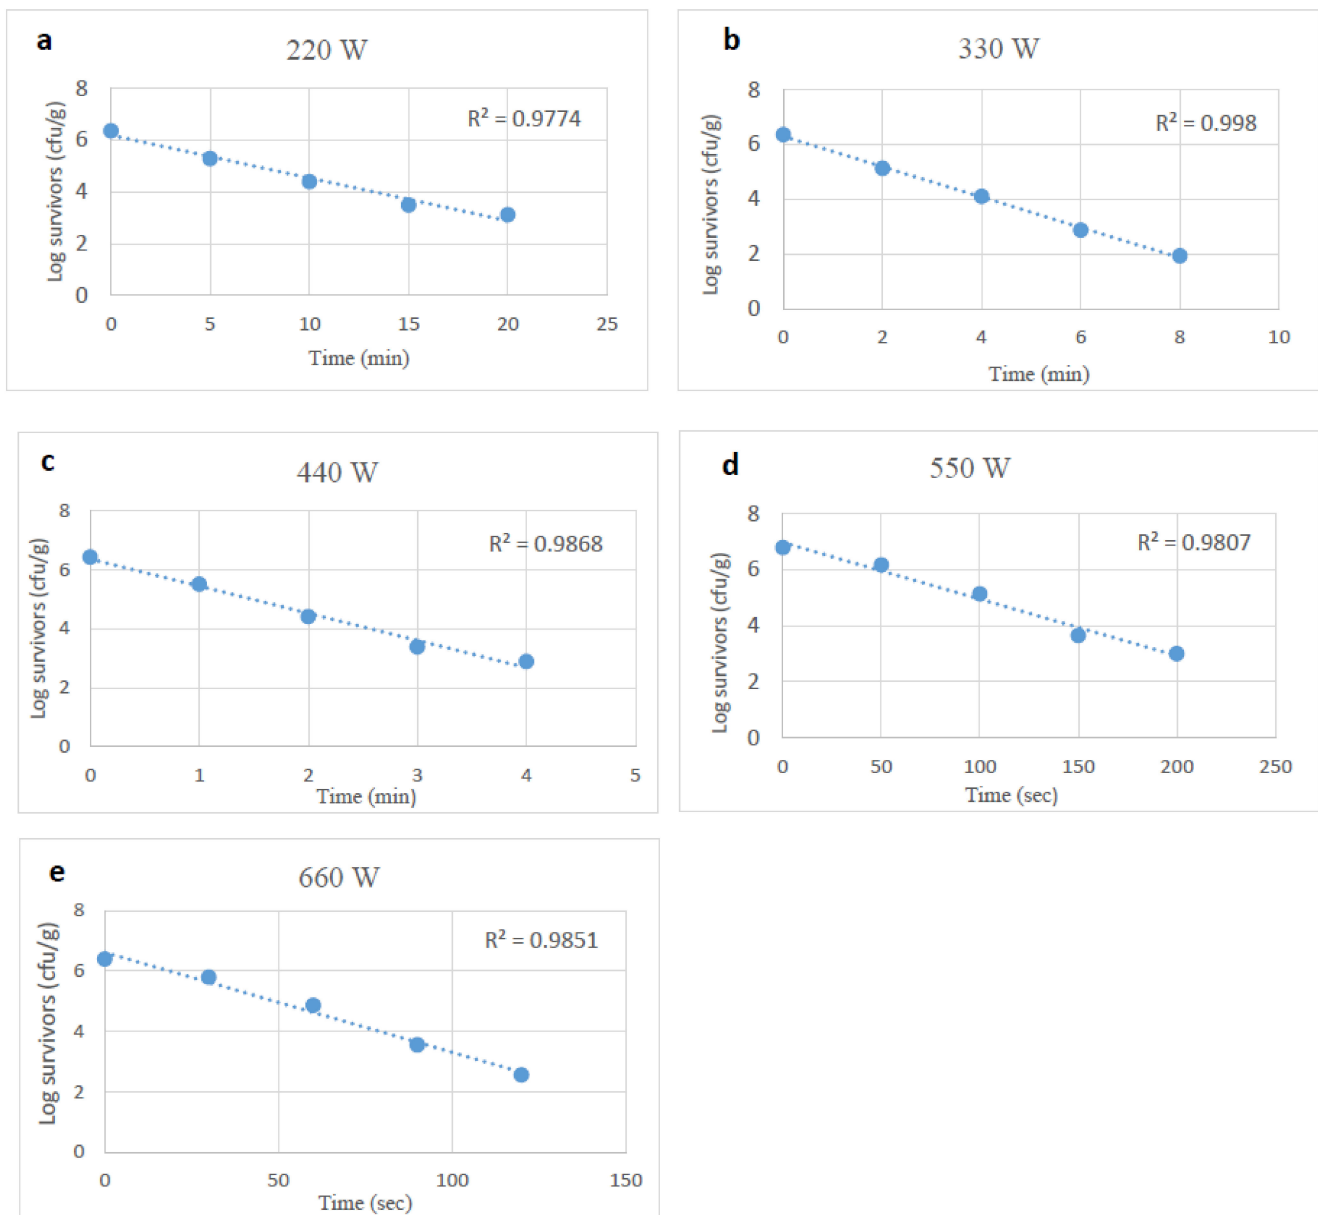 a
220 W
Log survivors (cfu/g)
R² = 0.9774
8
6
4
2
0
0 5 10 15 20 25
Time (min)
b
330 W
Log survivors (cfu/g)
R² = 0.998
8
6
4
2
0
0 2 4 6 8 10
Time (min)
c
440 W
Log survivors (cfu/g)
R² = 0.9868
8
6
4
2
0
0 1 2 3 4 5
Time (min)
d
550 W
Log survivors (cfu/g)
R² = 0.9807
8
6
4
2
0
0 50 100 150 200 250
Time (sec)
e
660 W
Log survivors (cfu/g)
R² = 0.9851
8
6
4
2
0
0 50 100 150
Time (sec)